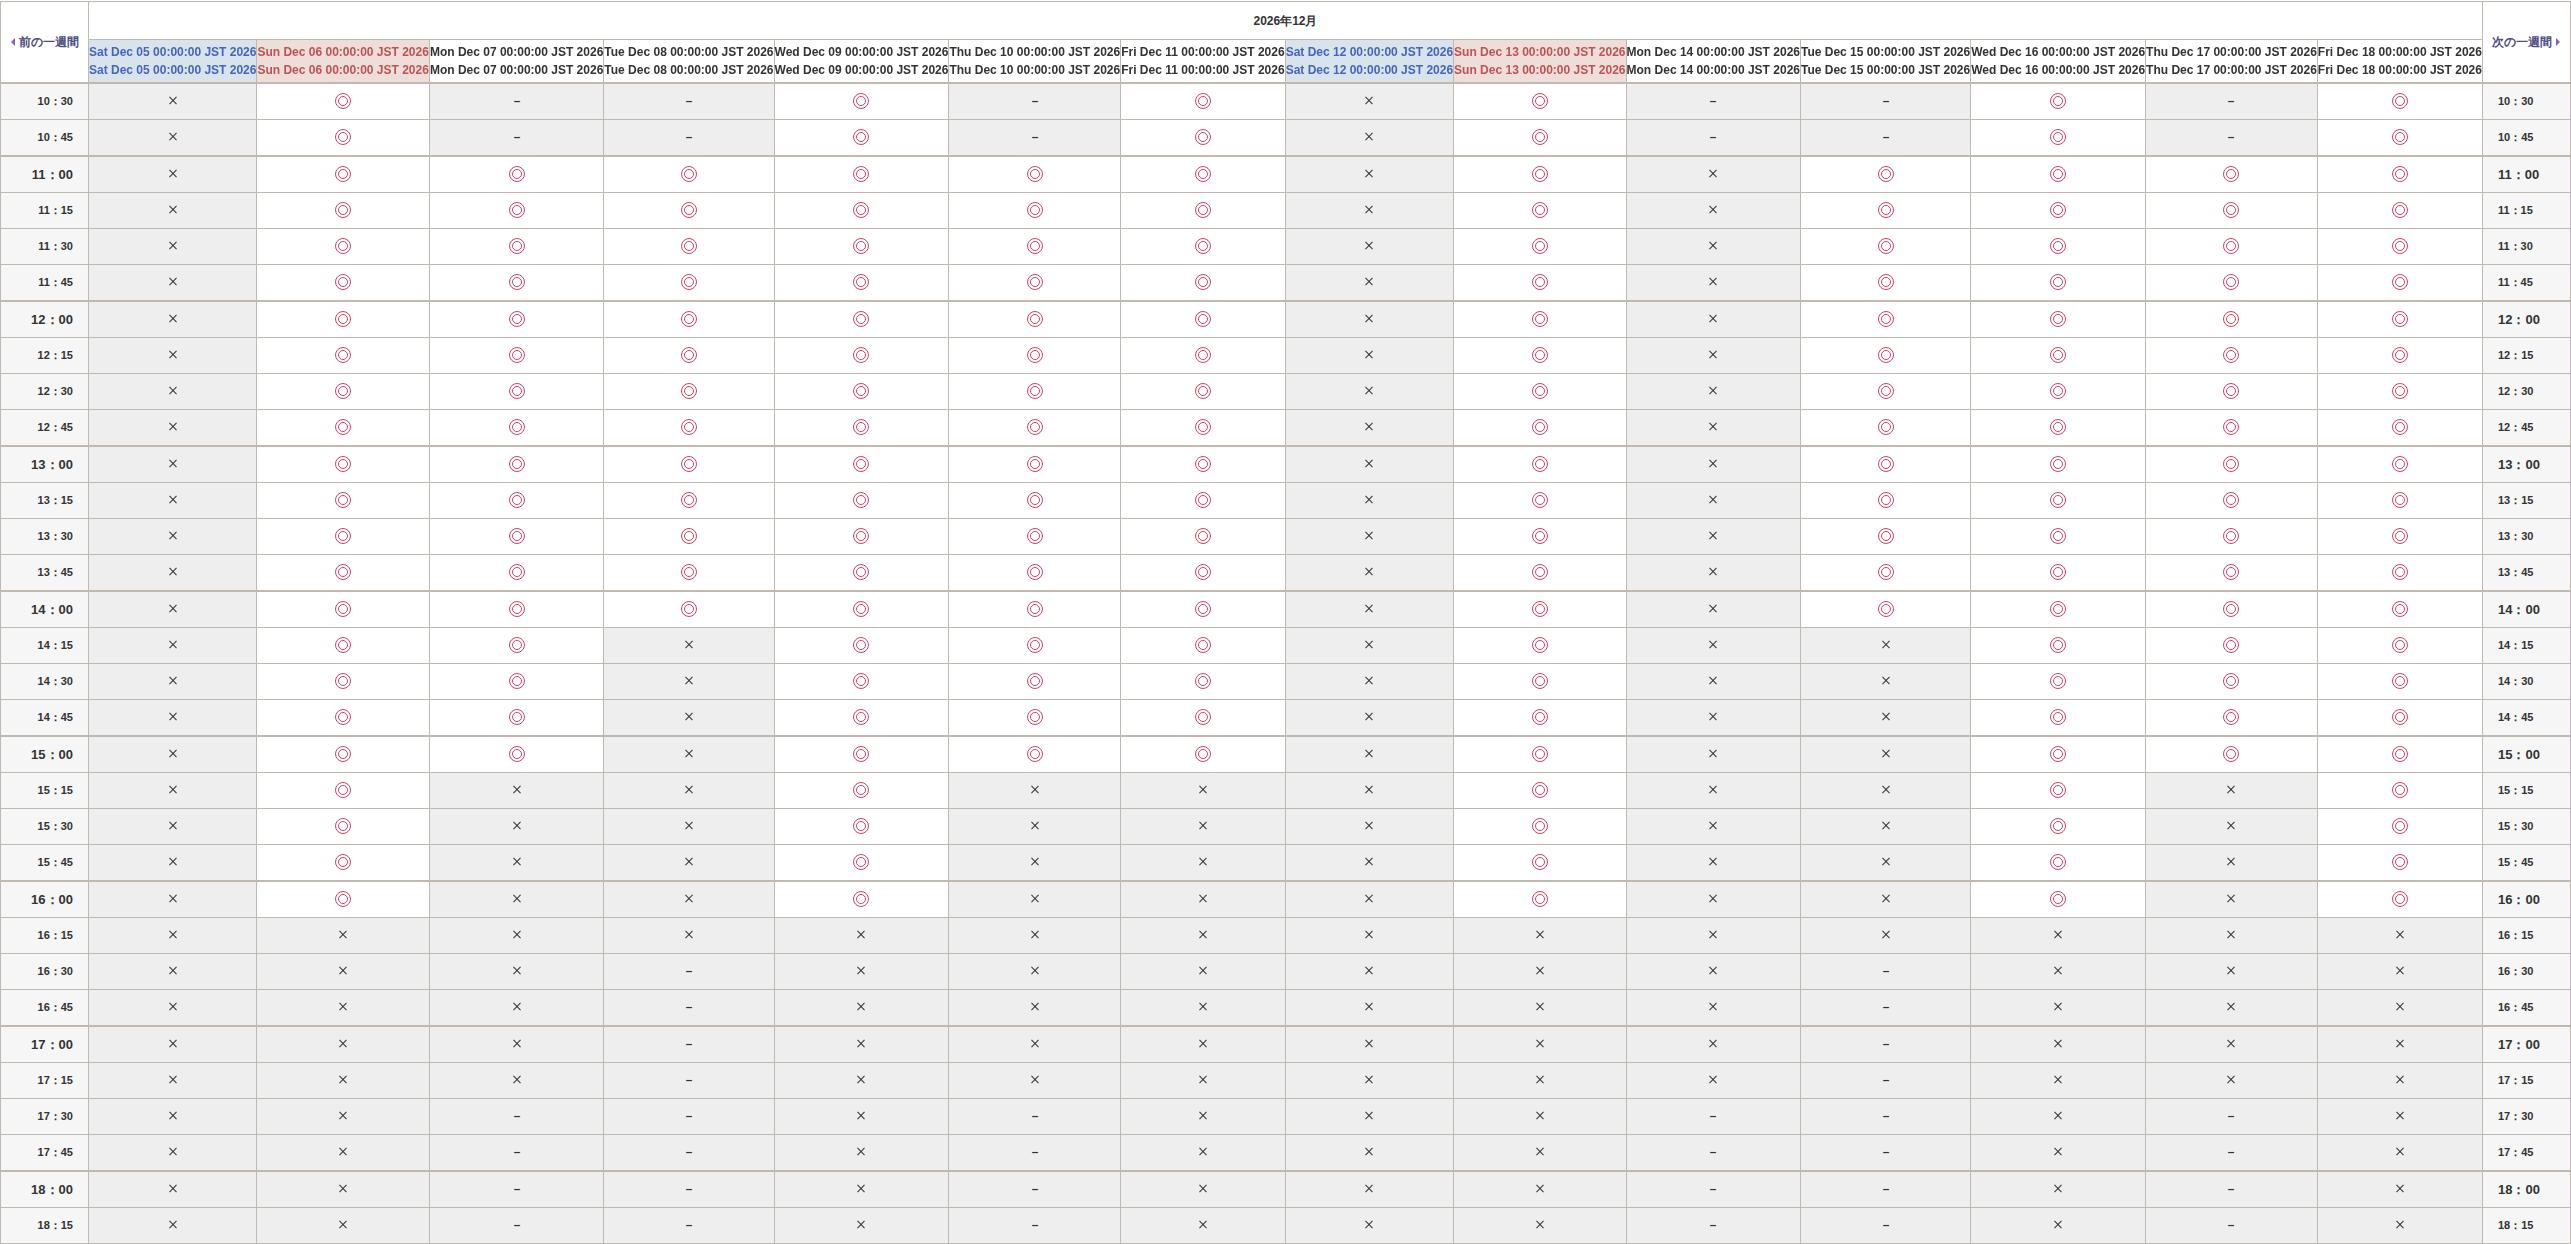 2026年12月
前の一週間
次の一週間
Sat Dec 05 00:00:00 JST 2026 Sun Dec 06 00:00:00 JST 2026 Mon Dec 07 00:00:00 JST 2026 Tue Dec 08 00:00:00 JST 2026 Wed Dec 09 00:00:00 JST 2026 Thu Dec 10 00:00:00 JST 2026 Fri Dec 11 00:00:00 JST 2026 Sat Dec 12 00:00:00 JST 2026 Sun Dec 13 00:00:00 JST 2026 Mon Dec 14 00:00:00 JST 2026 Tue Dec 15 00:00:00 JST 2026 Wed Dec 16 00:00:00 JST 2026 Thu Dec 17 00:00:00 JST 2026 Fri Dec 18 00:00:00 JST 2026
Sat Dec 05 00:00:00 JST 2026 Sun Dec 06 00:00:00 JST 2026 Mon Dec 07 00:00:00 JST 2026 Tue Dec 08 00:00:00 JST 2026 Wed Dec 09 00:00:00 JST 2026 Thu Dec 10 00:00:00 JST 2026 Fri Dec 11 00:00:00 JST 2026 Sat Dec 12 00:00:00 JST 2026 Sun Dec 13 00:00:00 JST 2026 Mon Dec 14 00:00:00 JST 2026 Tue Dec 15 00:00:00 JST 2026 Wed Dec 16 00:00:00 JST 2026 Thu Dec 17 00:00:00 JST 2026 Fri Dec 18 00:00:00 JST 2026
10：30 × ◎ – – ◎ – ◎ × ◎ – – ◎ – ◎ 10：30
10：45 × ◎ – – ◎ – ◎ × ◎ – – ◎ – ◎ 10：45
11：00 × ◎ ◎ ◎ ◎ ◎ ◎ × ◎ × ◎ ◎ ◎ ◎ 11：00
11：15 × ◎ ◎ ◎ ◎ ◎ ◎ × ◎ × ◎ ◎ ◎ ◎ 11：15
11：30 × ◎ ◎ ◎ ◎ ◎ ◎ × ◎ × ◎ ◎ ◎ ◎ 11：30
11：45 × ◎ ◎ ◎ ◎ ◎ ◎ × ◎ × ◎ ◎ ◎ ◎ 11：45
12：00 × ◎ ◎ ◎ ◎ ◎ ◎ × ◎ × ◎ ◎ ◎ ◎ 12：00
12：15 × ◎ ◎ ◎ ◎ ◎ ◎ × ◎ × ◎ ◎ ◎ ◎ 12：15
12：30 × ◎ ◎ ◎ ◎ ◎ ◎ × ◎ × ◎ ◎ ◎ ◎ 12：30
12：45 × ◎ ◎ ◎ ◎ ◎ ◎ × ◎ × ◎ ◎ ◎ ◎ 12：45
13：00 × ◎ ◎ ◎ ◎ ◎ ◎ × ◎ × ◎ ◎ ◎ ◎ 13：00
13：15 × ◎ ◎ ◎ ◎ ◎ ◎ × ◎ × ◎ ◎ ◎ ◎ 13：15
13：30 × ◎ ◎ ◎ ◎ ◎ ◎ × ◎ × ◎ ◎ ◎ ◎ 13：30
13：45 × ◎ ◎ ◎ ◎ ◎ ◎ × ◎ × ◎ ◎ ◎ ◎ 13：45
14：00 × ◎ ◎ ◎ ◎ ◎ ◎ × ◎ × ◎ ◎ ◎ ◎ 14：00
14：15 × ◎ ◎ × ◎ ◎ ◎ × ◎ × × ◎ ◎ ◎ 14：15
14：30 × ◎ ◎ × ◎ ◎ ◎ × ◎ × × ◎ ◎ ◎ 14：30
14：45 × ◎ ◎ × ◎ ◎ ◎ × ◎ × × ◎ ◎ ◎ 14：45
15：00 × ◎ ◎ × ◎ ◎ ◎ × ◎ × × ◎ ◎ ◎ 15：00
15：15 × ◎ × × ◎ × × × ◎ × × ◎ × ◎ 15：15
15：30 × ◎ × × ◎ × × × ◎ × × ◎ × ◎ 15：30
15：45 × ◎ × × ◎ × × × ◎ × × ◎ × ◎ 15：45
16：00 × ◎ × × ◎ × × × ◎ × × ◎ × ◎ 16：00
16：15 × × × × × × × × × × × × × × 16：15
16：30 × × × – × × × × × × – × × × 16：30
16：45 × × × – × × × × × × – × × × 16：45
17：00 × × × – × × × × × × – × × × 17：00
17：15 × × × – × × × × × × – × × × 17：15
17：30 × × – – × – × × × – – × – × 17：30
17：45 × × – – × – × × × – – × – × 17：45
18：00 × × – – × – × × × – – × – × 18：00
18：15 × × – – × – × × × – – × – × 18：15